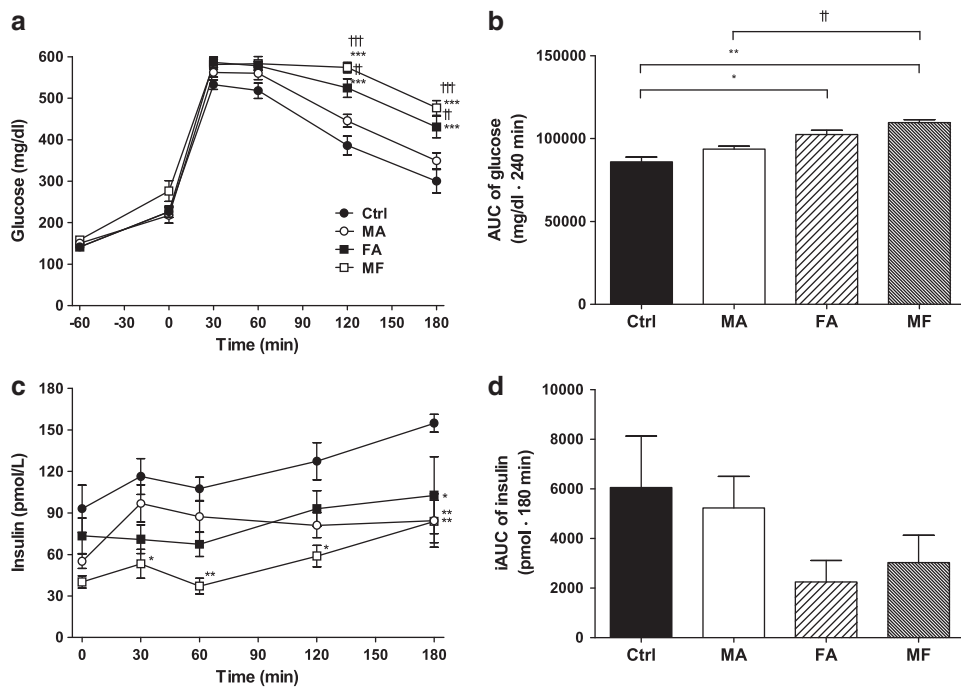 a
Glucose (mg/dl)
600
500
400
300
200
100
0
-60
-30
0
30
60
90
120
150
180
Time (min)
Ctrl
MA
FA
MF
†††
***
††
***
†††
***
††
***
b
AUC of glucose
(mg/dl · 240 min)
150000
100000
50000
0
††
**
*
Ctrl
MA
FA
MF
c
Insulin (pmol/L)
180
150
120
90
60
30
0
0
30
60
90
120
150
180
Time (min)
*
**
*
*
**
**
d
iAUC of insulin
(pmol · 180 min)
10000
8000
6000
4000
2000
0
Ctrl
MA
FA
MF